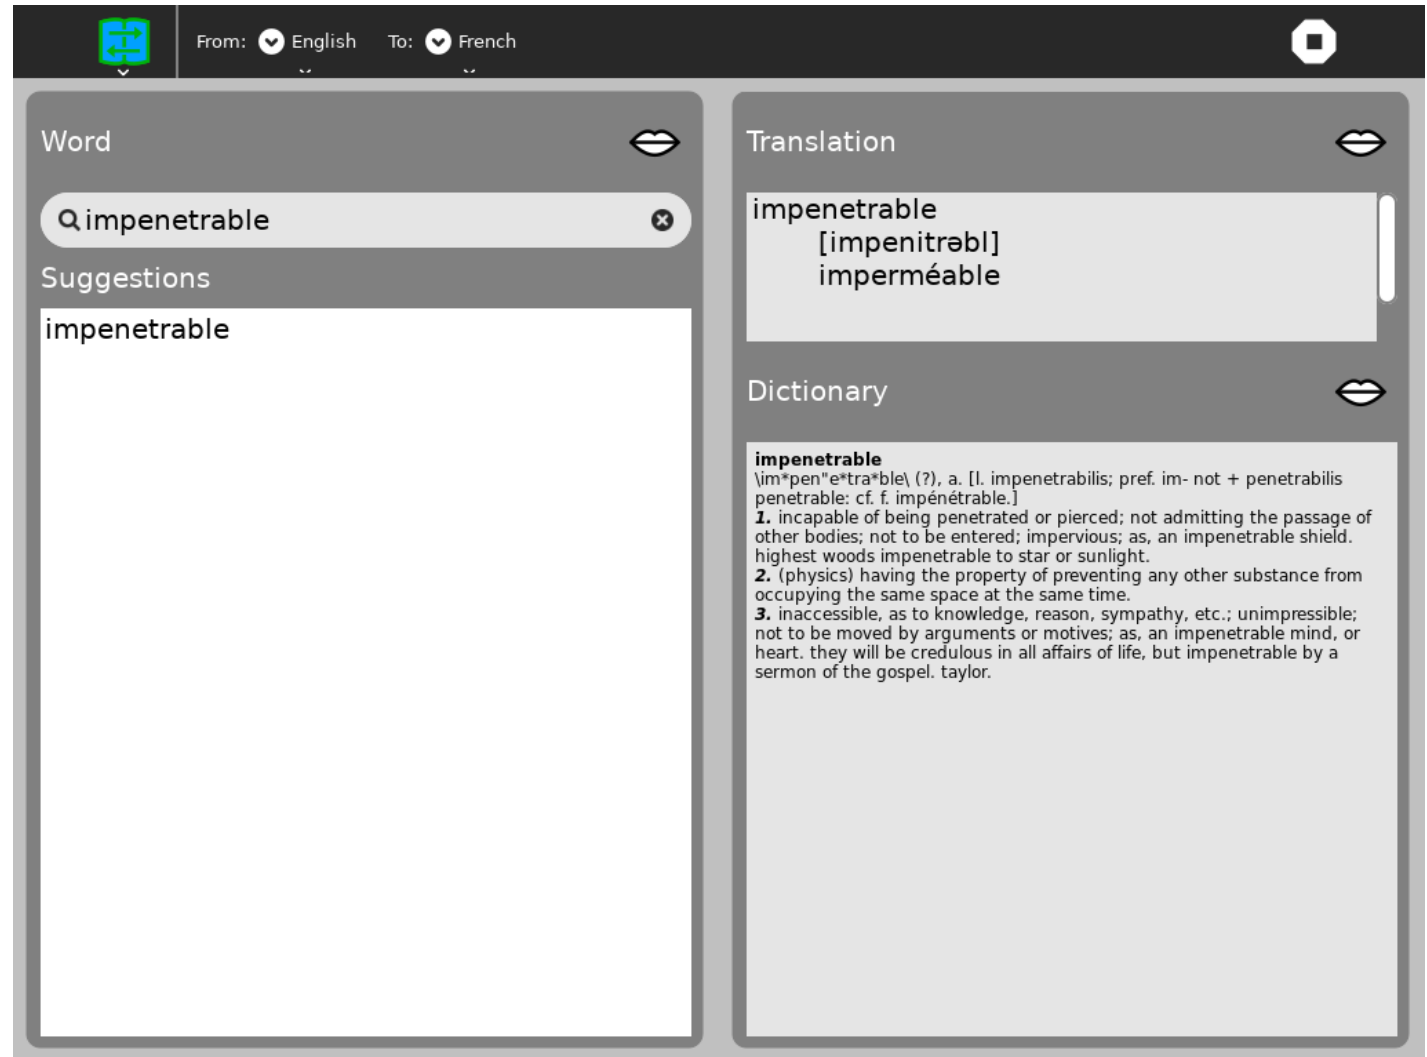 From: English To: French
Word
impenetrable
Suggestions
impenetrable
Translation
impenetrable
[impenitrəbl]
imperméable
Dictionary
impenetrable
\im*pen"e*tra*ble\ (?), a. [l. impenetrabilis; pref. im- not + penetrabilis
penetrable: cf. f. impénétrable.]
1. incapable of being penetrated or pierced; not admitting the passage of
other bodies; not to be entered; impervious; as, an impenetrable shield.
highest woods impenetrable to star or sunlight.
2. (physics) having the property of preventing any other substance from
occupying the same space at the same time.
3. inaccessible, as to knowledge, reason, sympathy, etc.; unimpressible;
not to be moved by arguments or motives; as, an impenetrable mind, or
heart. they will be credulous in all affairs of life, but impenetrable by a
sermon of the gospel. taylor.